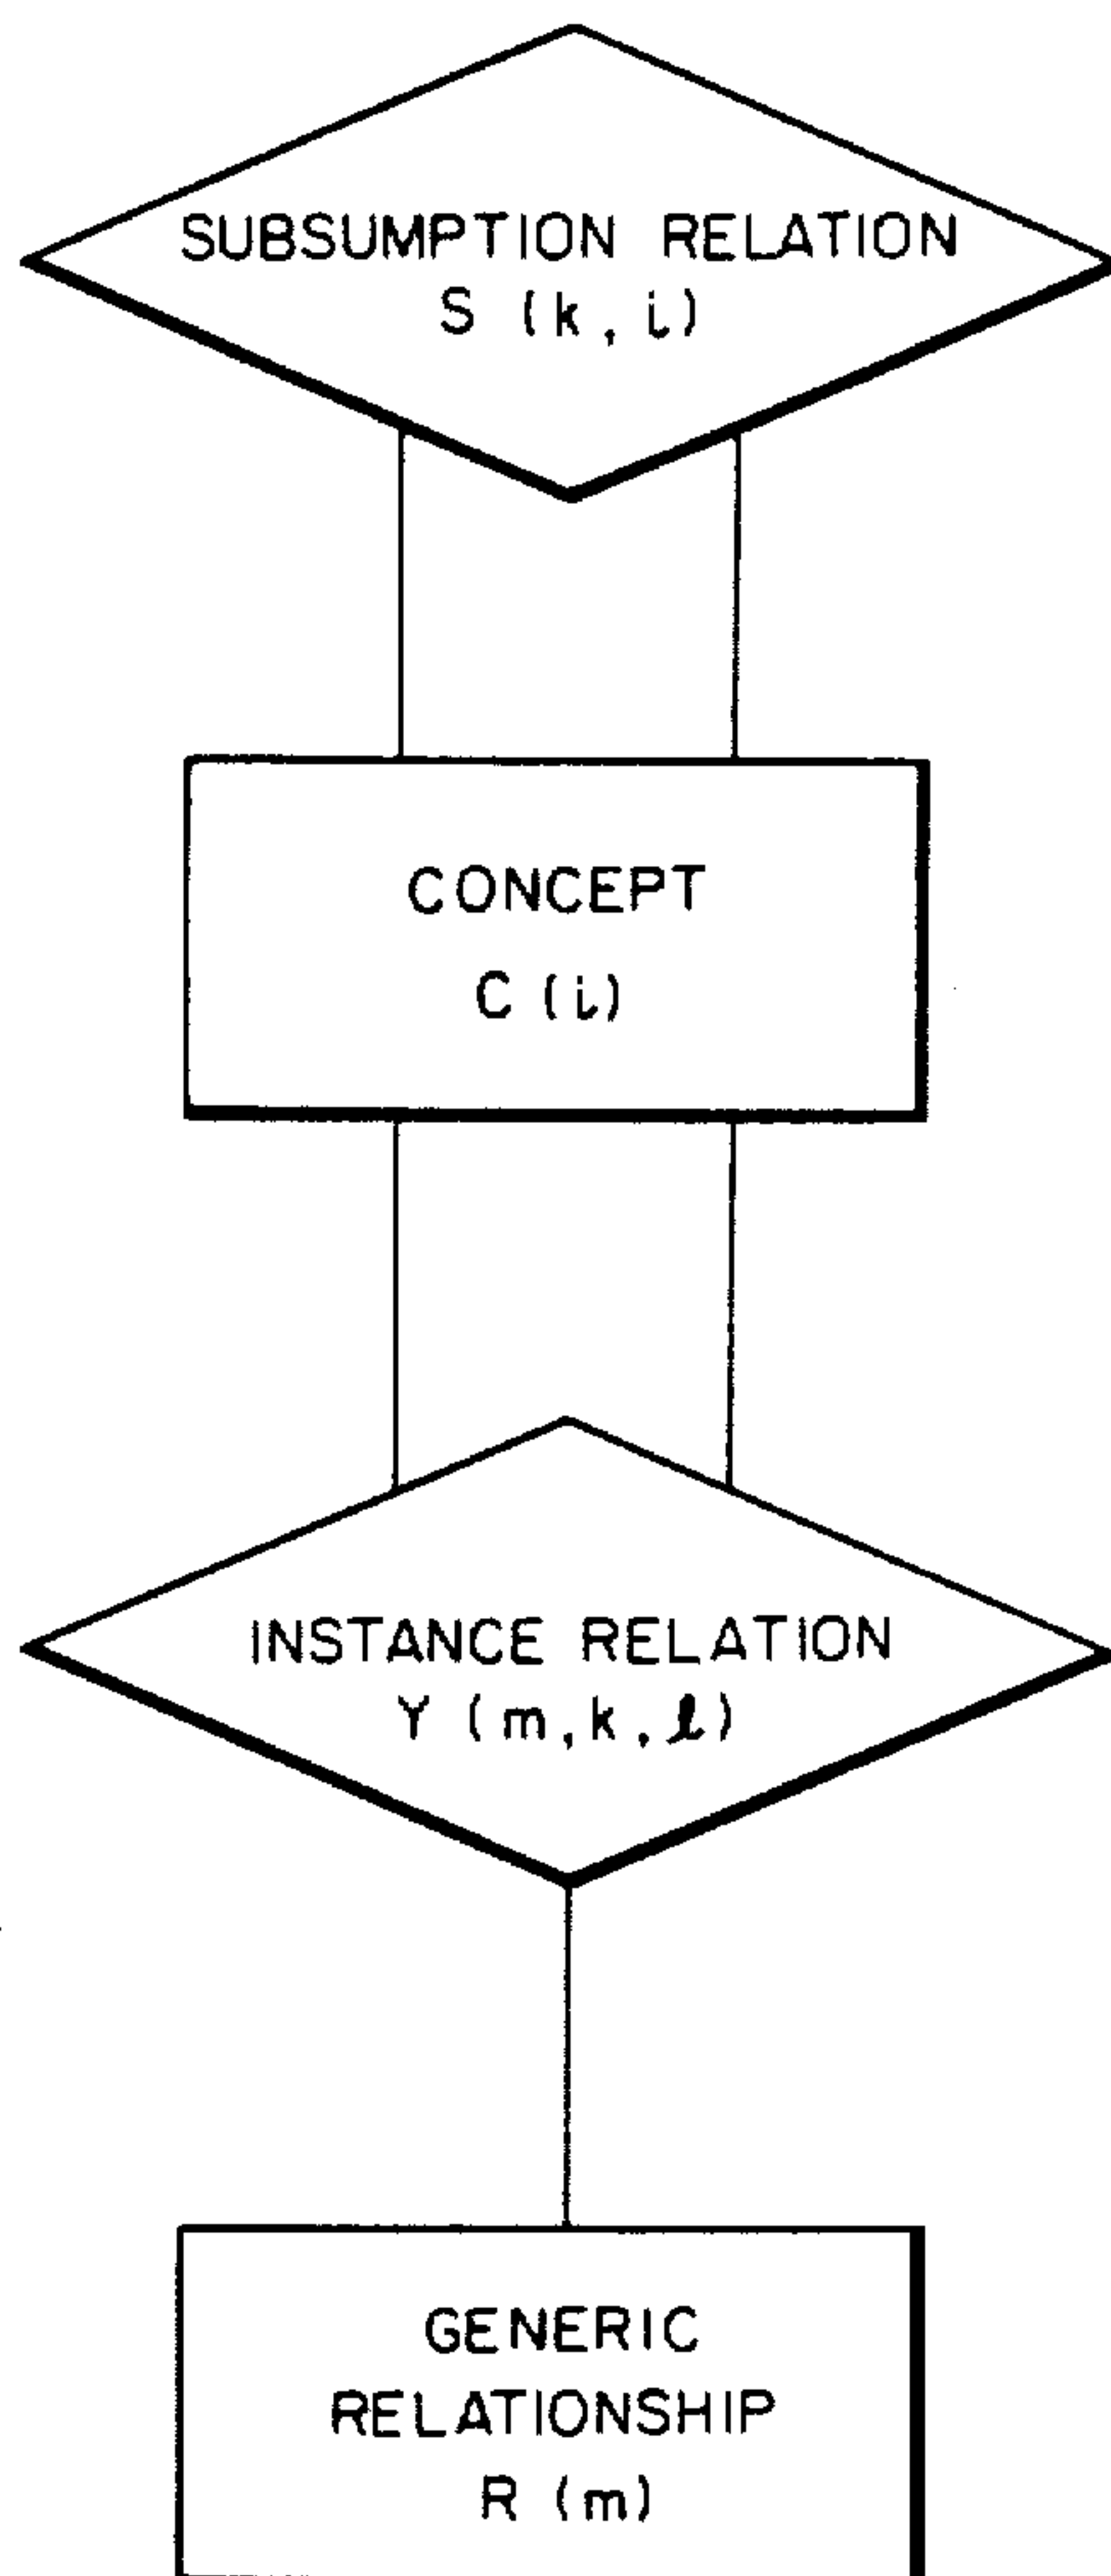 SUBSUMPTION RELATION
S (k, i)
CONCEPT
C (i)
INSTANCE RELATION
Y (m, k, l)
GENERIC
RELATIONSHIP
R (m)